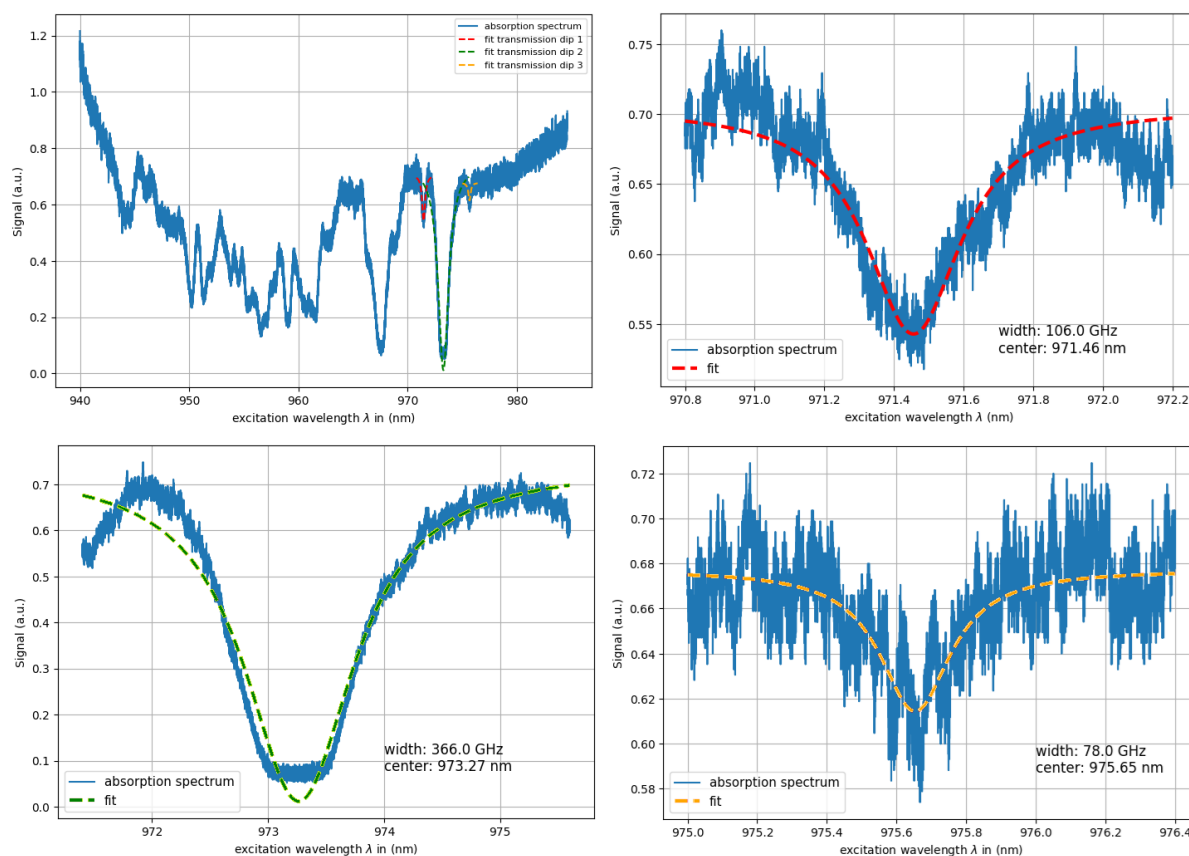 absorption spectrum
fit transmission dip 1
fit transmission dip 2
fit transmission dip 3
Signal (a.u.)
1.2
1.0
0.8
0.6
0.4
0.2
0.0
940
950
960
970
980
excitation wavelength λ in (nm)
Signal (a.u.)
0.75
0.70
0.65
0.60
0.55
width: 106.0 GHz
center: 971.46 nm
absorption spectrum
fit
970.8
971.0
971.2
971.4
971.6
971.8
972.0
972.2
excitation wavelength λ (nm)
Signal (a.u.)
0.7
0.6
0.5
0.4
0.3
0.2
0.1
0.0
width: 366.0 GHz
center: 973.27 nm
absorption spectrum
fit
972
973
974
975
excitation wavelength λ in (nm)
Signal (a.u.)
0.72
0.70
0.68
0.66
0.64
0.62
0.60
0.58
width: 78.0 GHz
center: 975.65 nm
absorption spectrum
fit
975.0
975.2
975.4
975.6
975.8
976.0
976.2
976.4
excitation wavelength λ in (nm)